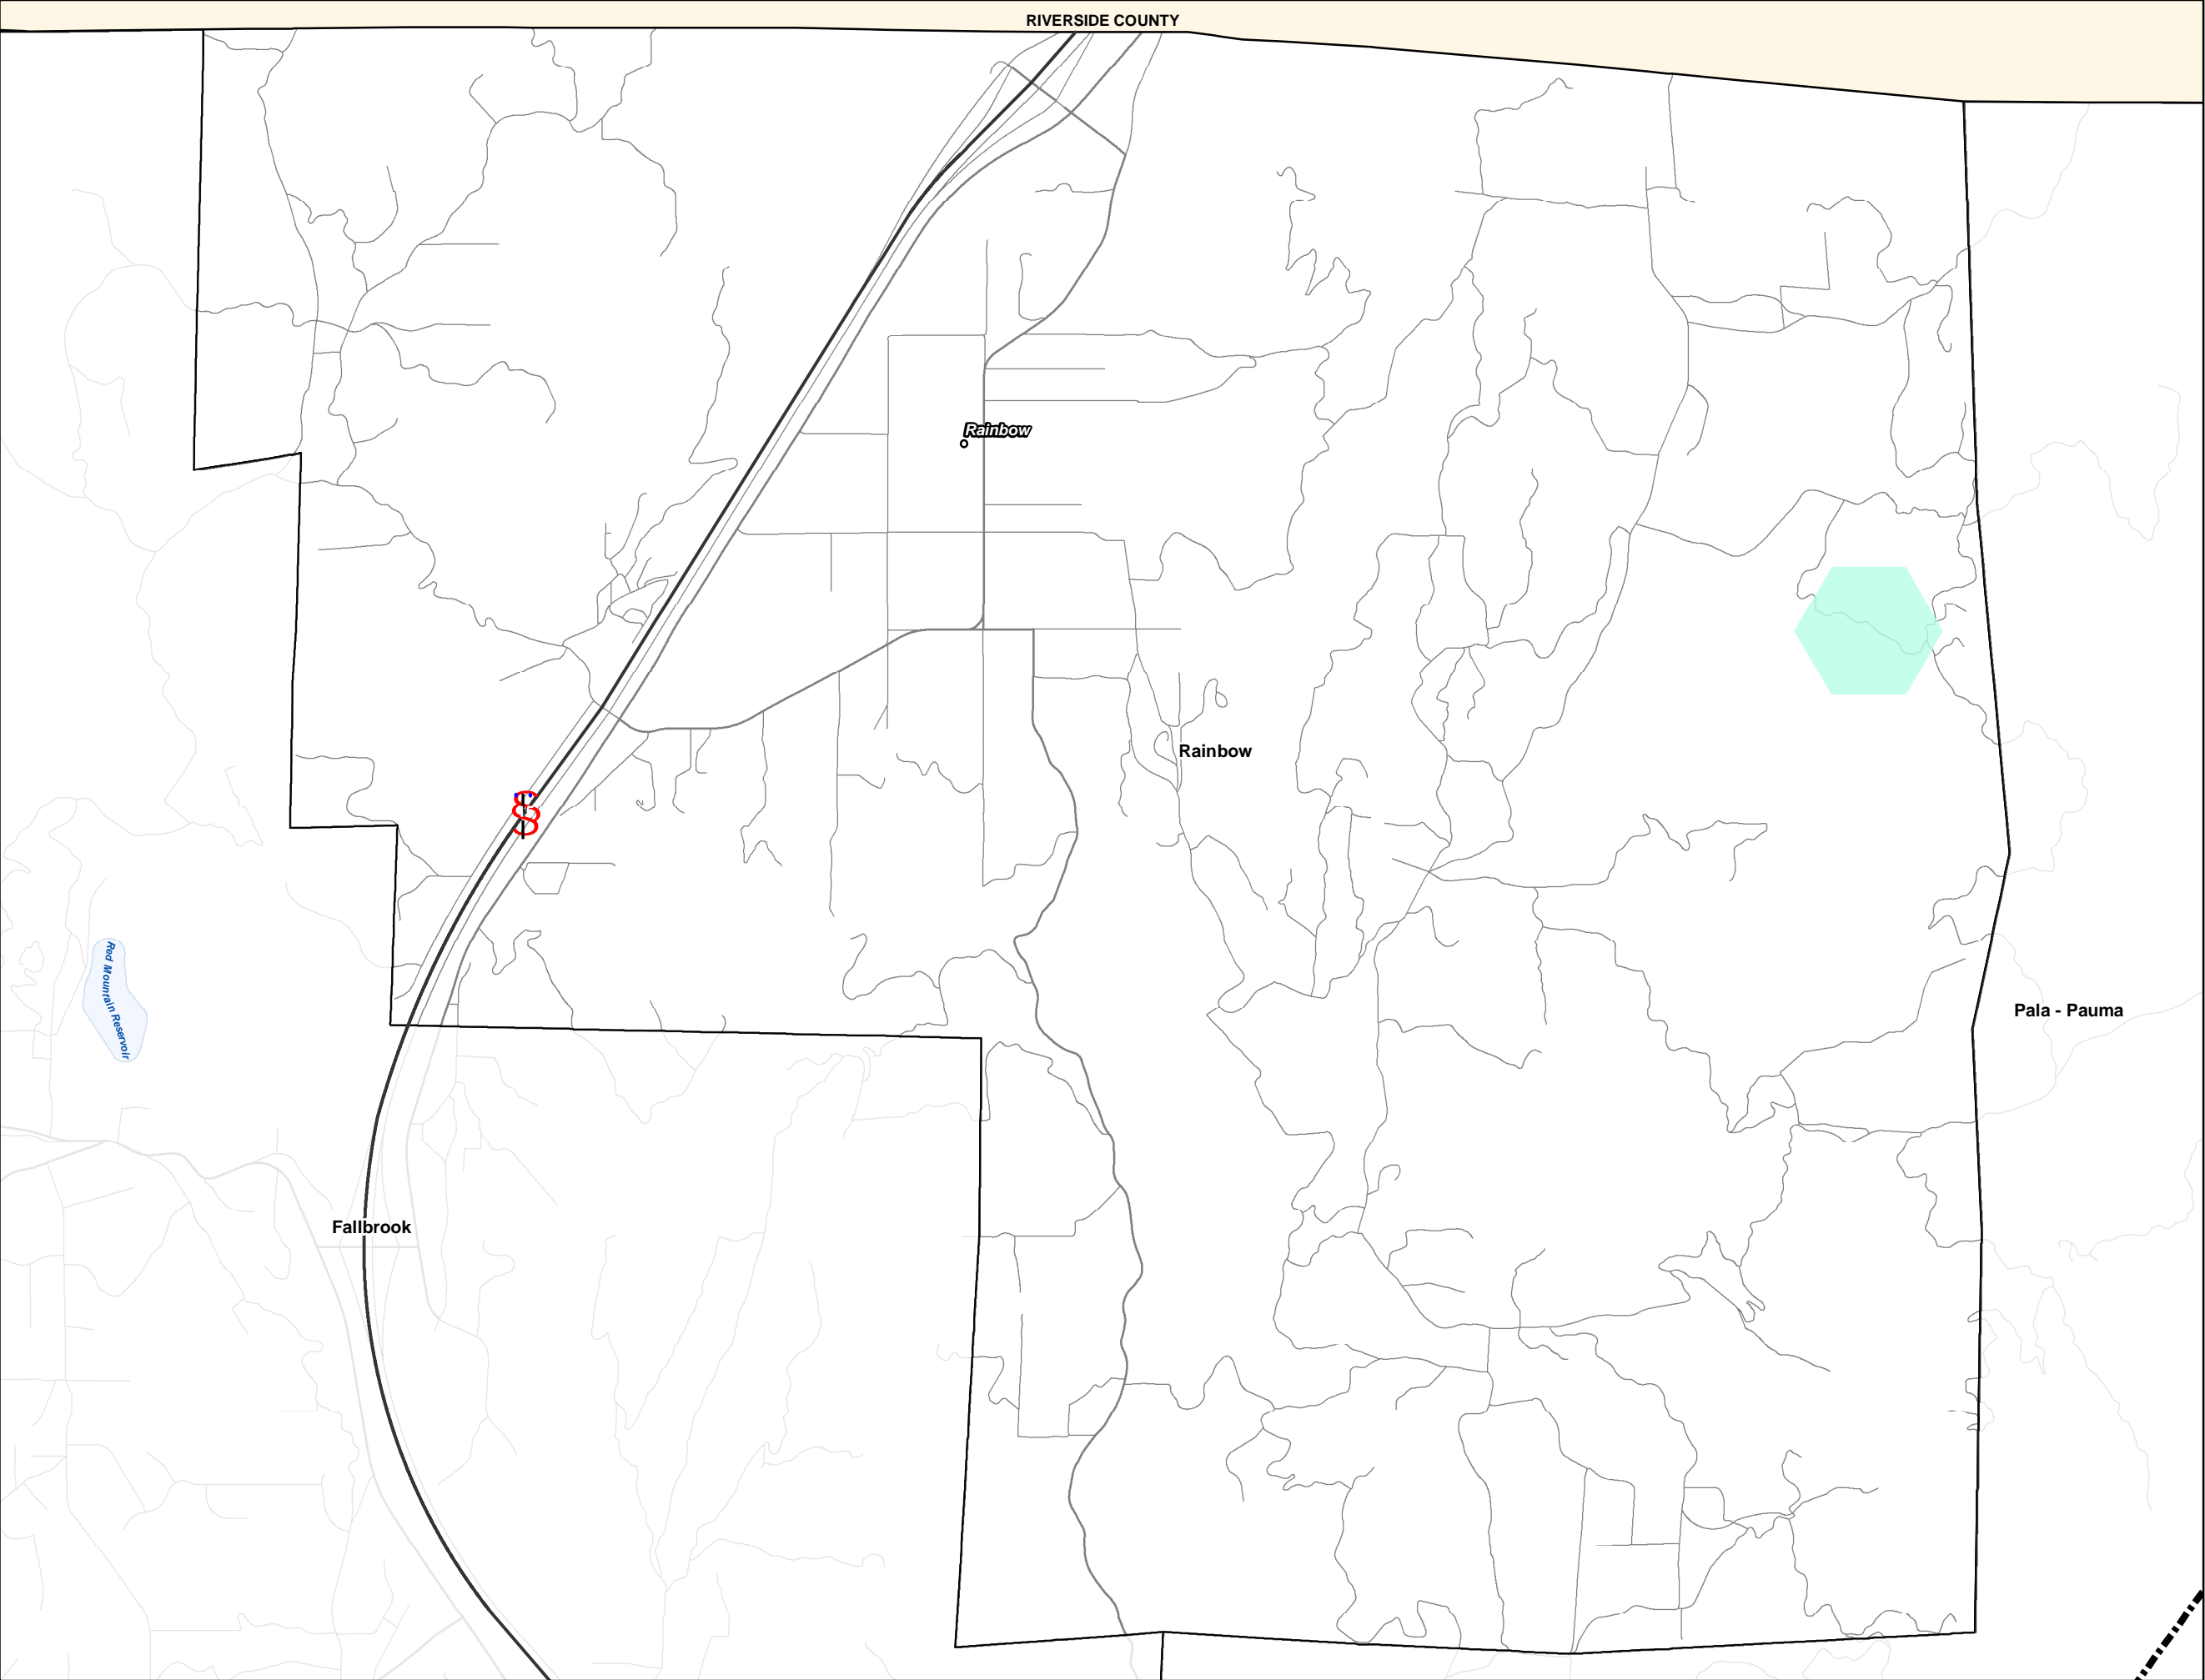 RIVERSIDE COUNTY
Rainbow
Rainbow
Red Mountain Reservoir
Pala - Pauma
Fallbrook